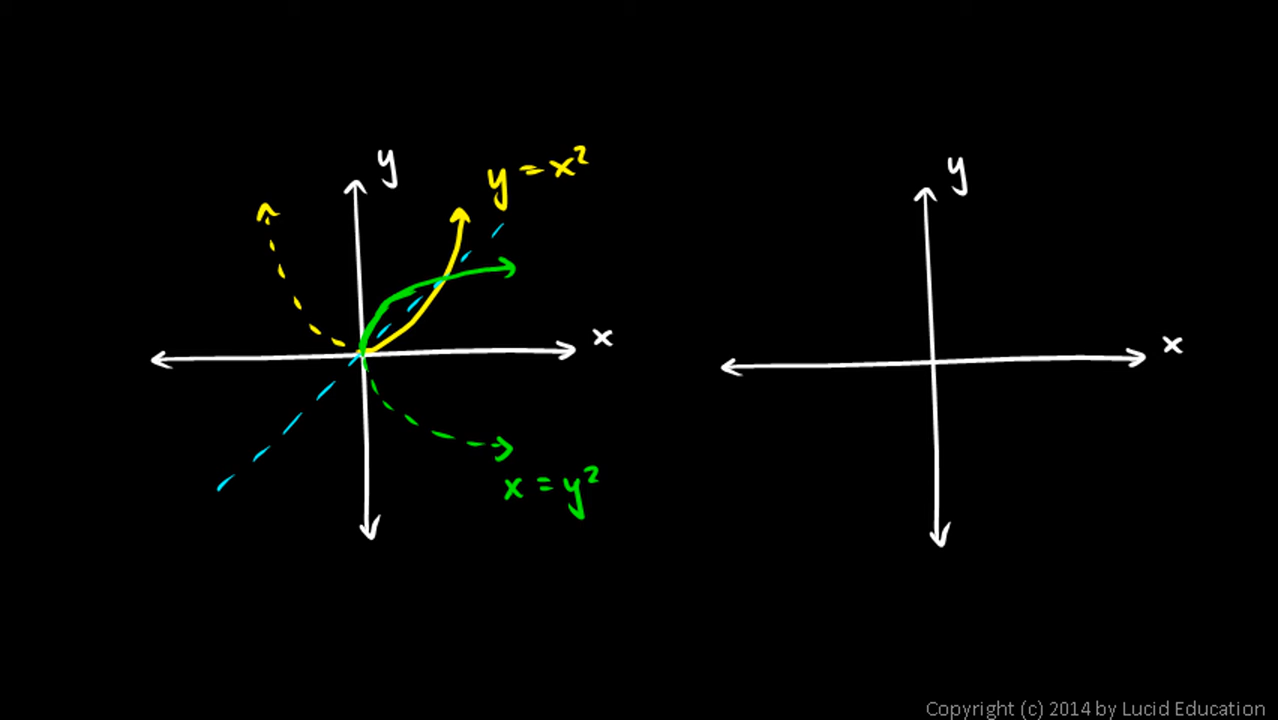 y
y = x²
x
x = y²
y
x
Copyright (c) 2014 by Lucid Education